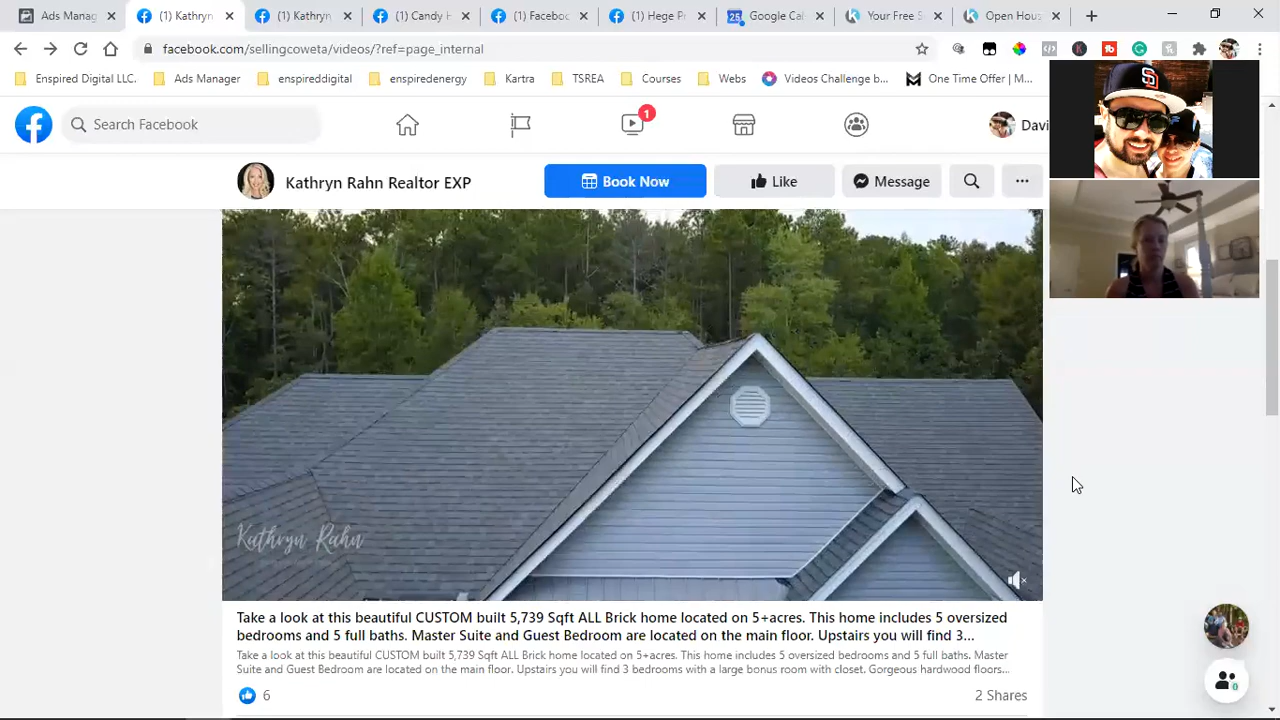 Ads Manag
(1) Kathryn
(1) Kathryn
(1) Candy H
(1) Faceboo
(1) Hege Pr
25
Google Cal
Your Free S
Open Hous
facebook.com/sellingcoweta/videos/?ref=page_internal
Enspired Digital LLC.
Ads Manager
enspireddigital
Kartra
TSREA
Courses
Webs
Videos Challenge fr...
One Time Offer | M...
Search Facebook
1
Davi
Kathryn Rahn Realtor EXP
Book Now
Like
Message
Kathryn Rahn
Take a look at this beautiful CUSTOM built 5,739 Sqft ALL Brick home located on 5+acres. This home includes 5 oversized
bedrooms and 5 full baths. Master Suite and Guest Bedroom are located on the main floor. Upstairs you will find 3...
Take a look at this beautiful CUSTOM built 5,739 Sqft ALL Brick home located on 5+acres. This home includes 5 oversized bedrooms and 5 full baths. Master
Suite and Guest Bedroom are located on the main floor. Upstairs you will find 3 bedrooms with a large bonus room with closet. Gorgeous hardwood floors...
6
2 Shares